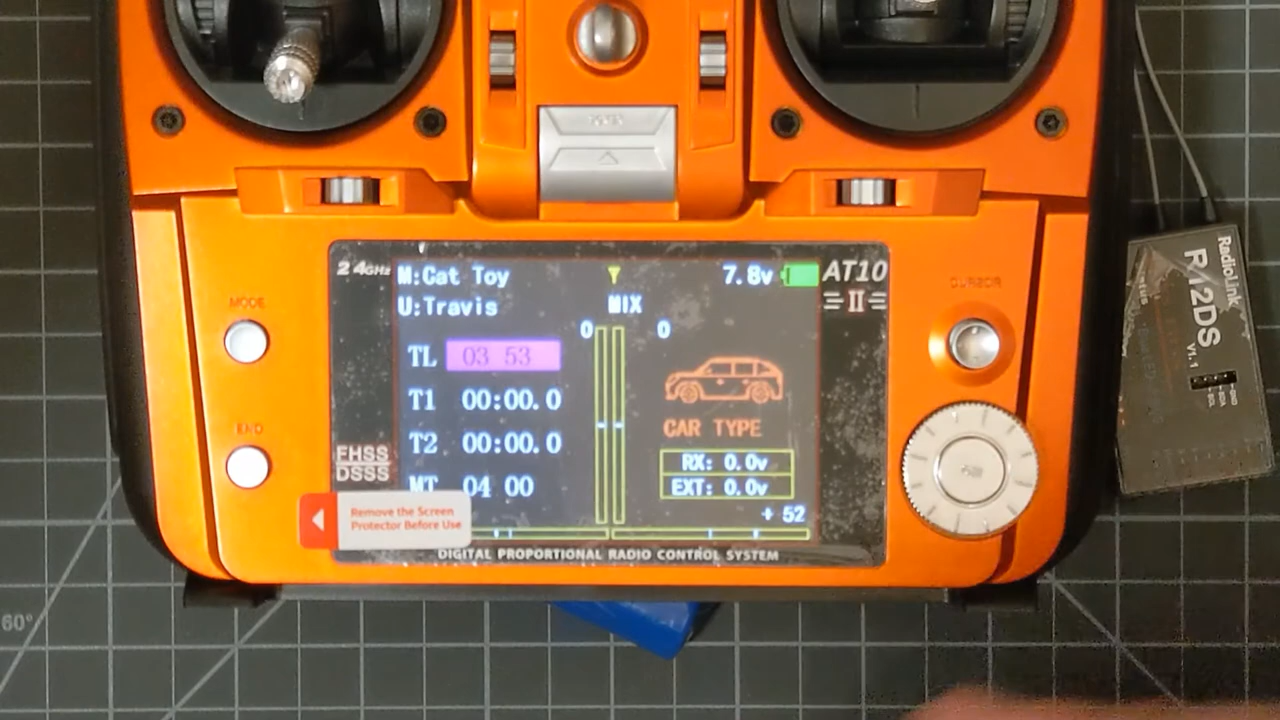 2 4GHz
M:Cat Toy
7.8v
AT10
II
U:Travis
MIX
MODE
CURSOR
0
0
TL 03 53
T1 00:00.0
CAR TYPE
T2 00:00.0
END
FHSS
DSSS
RX: 0.0v
EXT: 0.0v
MT 04 00
+ 52
Remove the Screen
Protector Before Use
DIGITAL PROPORTIONAL RADIO CONTROL SYSTEM
RadioLink
R12DS
V1.1
60°